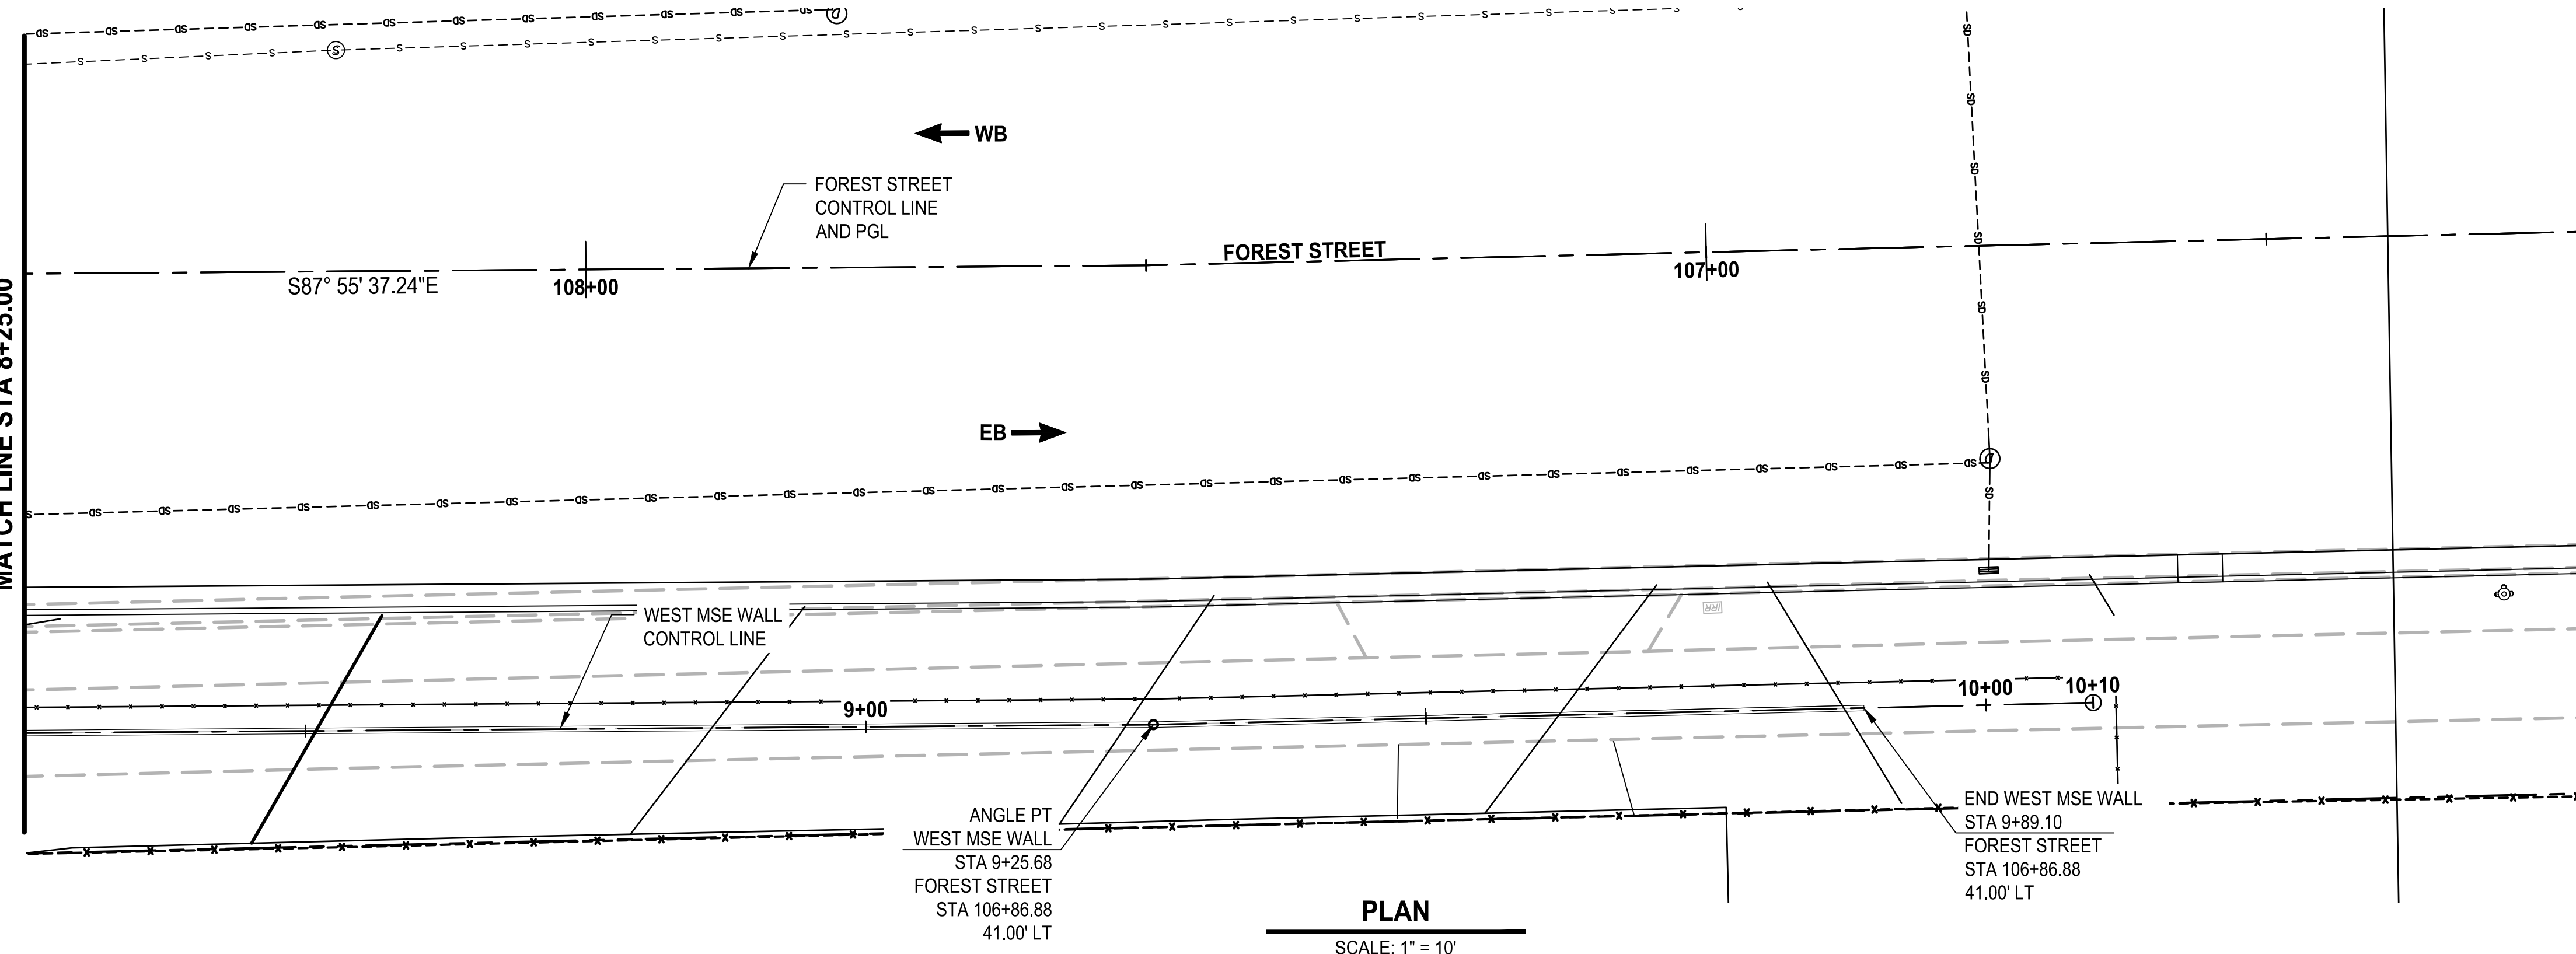 WB
FOREST STREET
CONTROL LINE
AND PGL
FOREST STREET
S87° 55' 37.24"E
108+00
107+00
MATCH LINE STA 8+25.00
EB
WEST MSE WALL
CONTROL LINE
IRR
9+00
10+00
10+10
ANGLE PT
WEST MSE WALL
STA 9+25.68
FOREST STREET
STA 106+86.88
41.00' LT
END WEST MSE WALL
STA 9+89.10
FOREST STREET
STA 106+86.88
41.00' LT
PLAN
SCALE: 1" = 10'